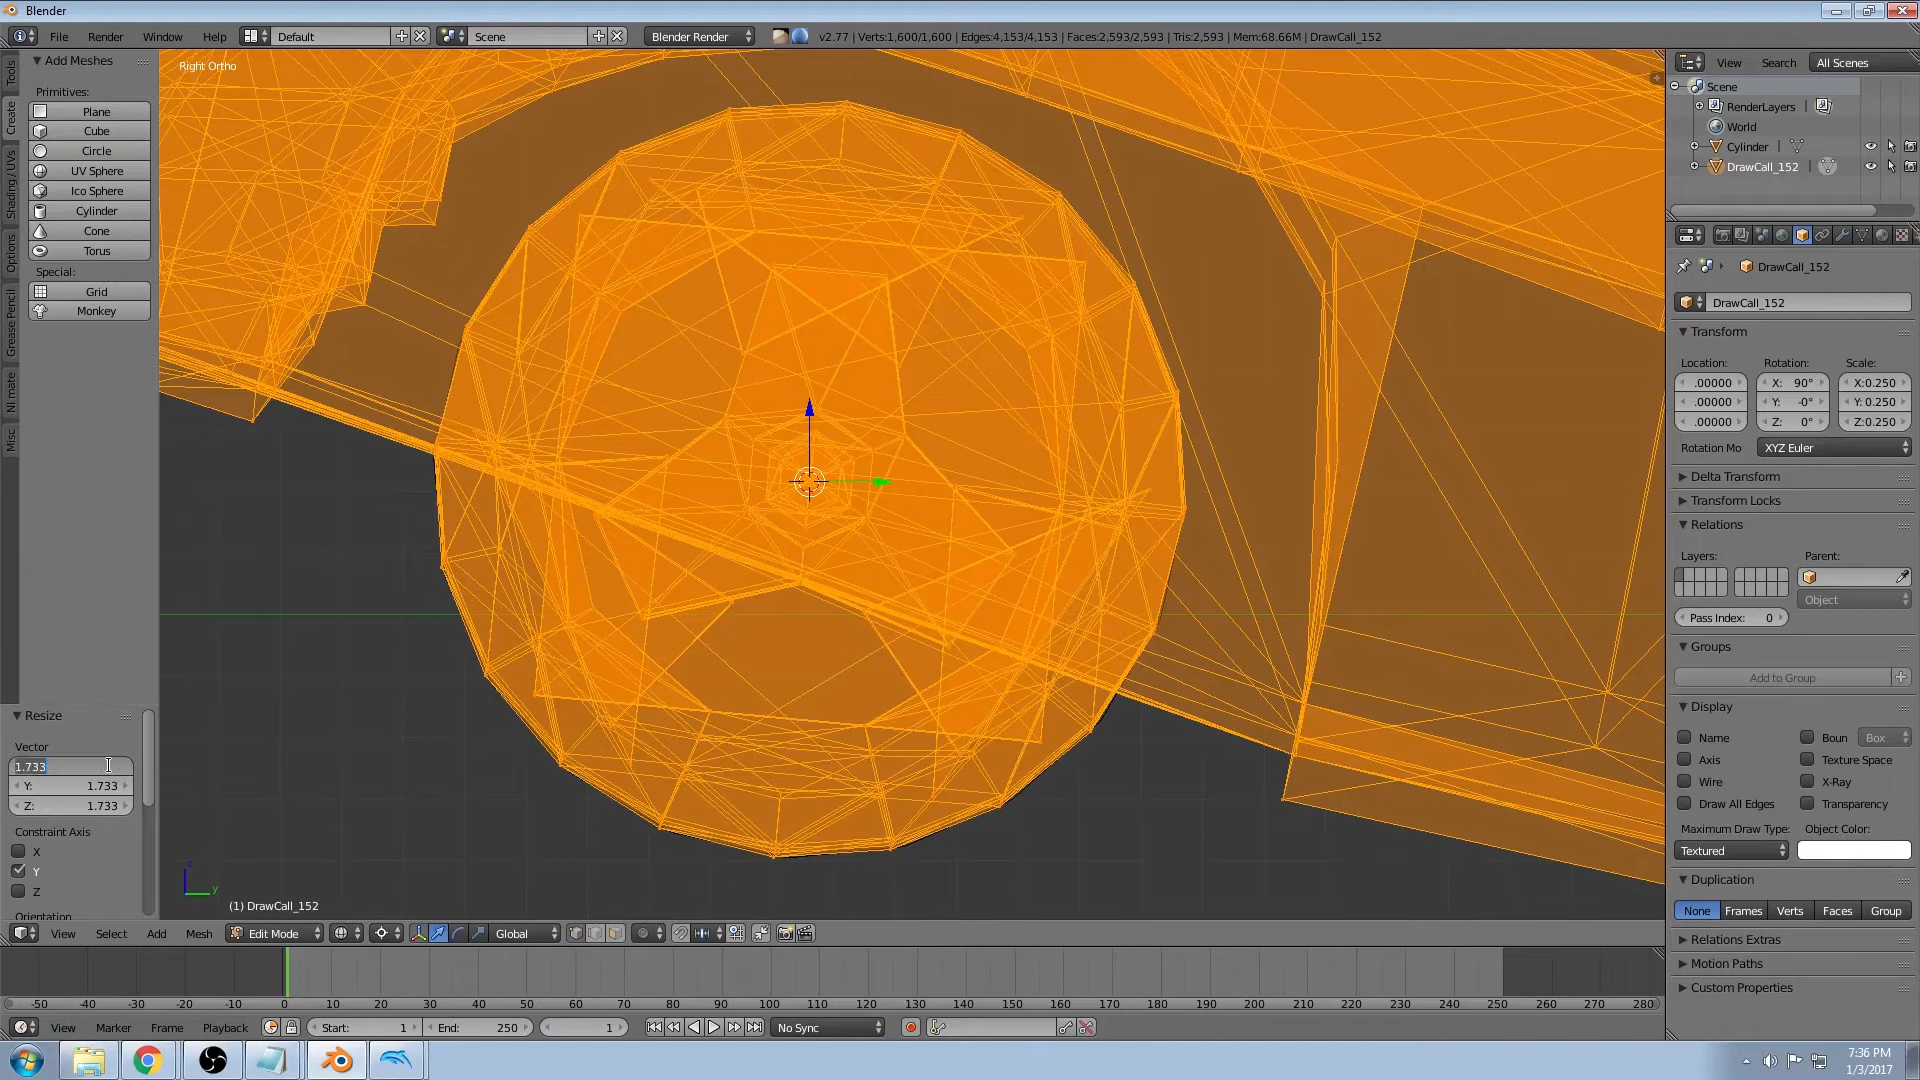 Blender
File Render Window Help Default Scene Blender Render v2.77 | Verts:1,600/1,600 | Edges:4,153/4,153 | Faces:2,593/2,593 | Tris:2,593 | Mem:68.66M | DrawCall_152
Add Meshes
Primitives:
Plane
Cube
Circle
UV Sphere
Ico Sphere
Cylinder
Cone
Torus
Special:
Grid
Monkey
Tools
Create
Shading / UVs
Options
Grease Pencil
NI mate
Misc
Right Ortho
Resize
Vector
1.733
Y: 1.733
Z: 1.733
Constraint Axis
X
Y
Z
Orientation
z
y
(1) DrawCall_152
View Select Add Mesh Edit Mode Global
-50 -40 -30 -20 -10 0 10 20 30 40 50 60 70 80 90 100 110 120 130 140 150 160 170 180 190 200 210 220 230 240 250 260 270 280
View Marker Frame Playback Start: 1 End: 250 1 No Sync
View Search All Scenes
Scene
RenderLayers
World
Cylinder
DrawCall_152
DrawCall_152
DrawCall_152
Transform
Location: Rotation: Scale:
.00000 X: 90° X:0.250
.00000 Y: -0° Y: 0.250
.00000 Z: 0° Z:0.250
Rotation Mo XYZ Euler
Delta Transform
Transform Locks
Relations
Layers: Parent:
Object
Pass Index: 0
Groups
Add to Group
Display
Name Boun Box
Axis Texture Space
Wire X-Ray
Draw All Edges Transparency
Maximum Draw Type: Object Color:
Textured
Duplication
None Frames Verts Faces Group
Relations Extras
Motion Paths
Custom Properties
7:36 PM
1/3/2017